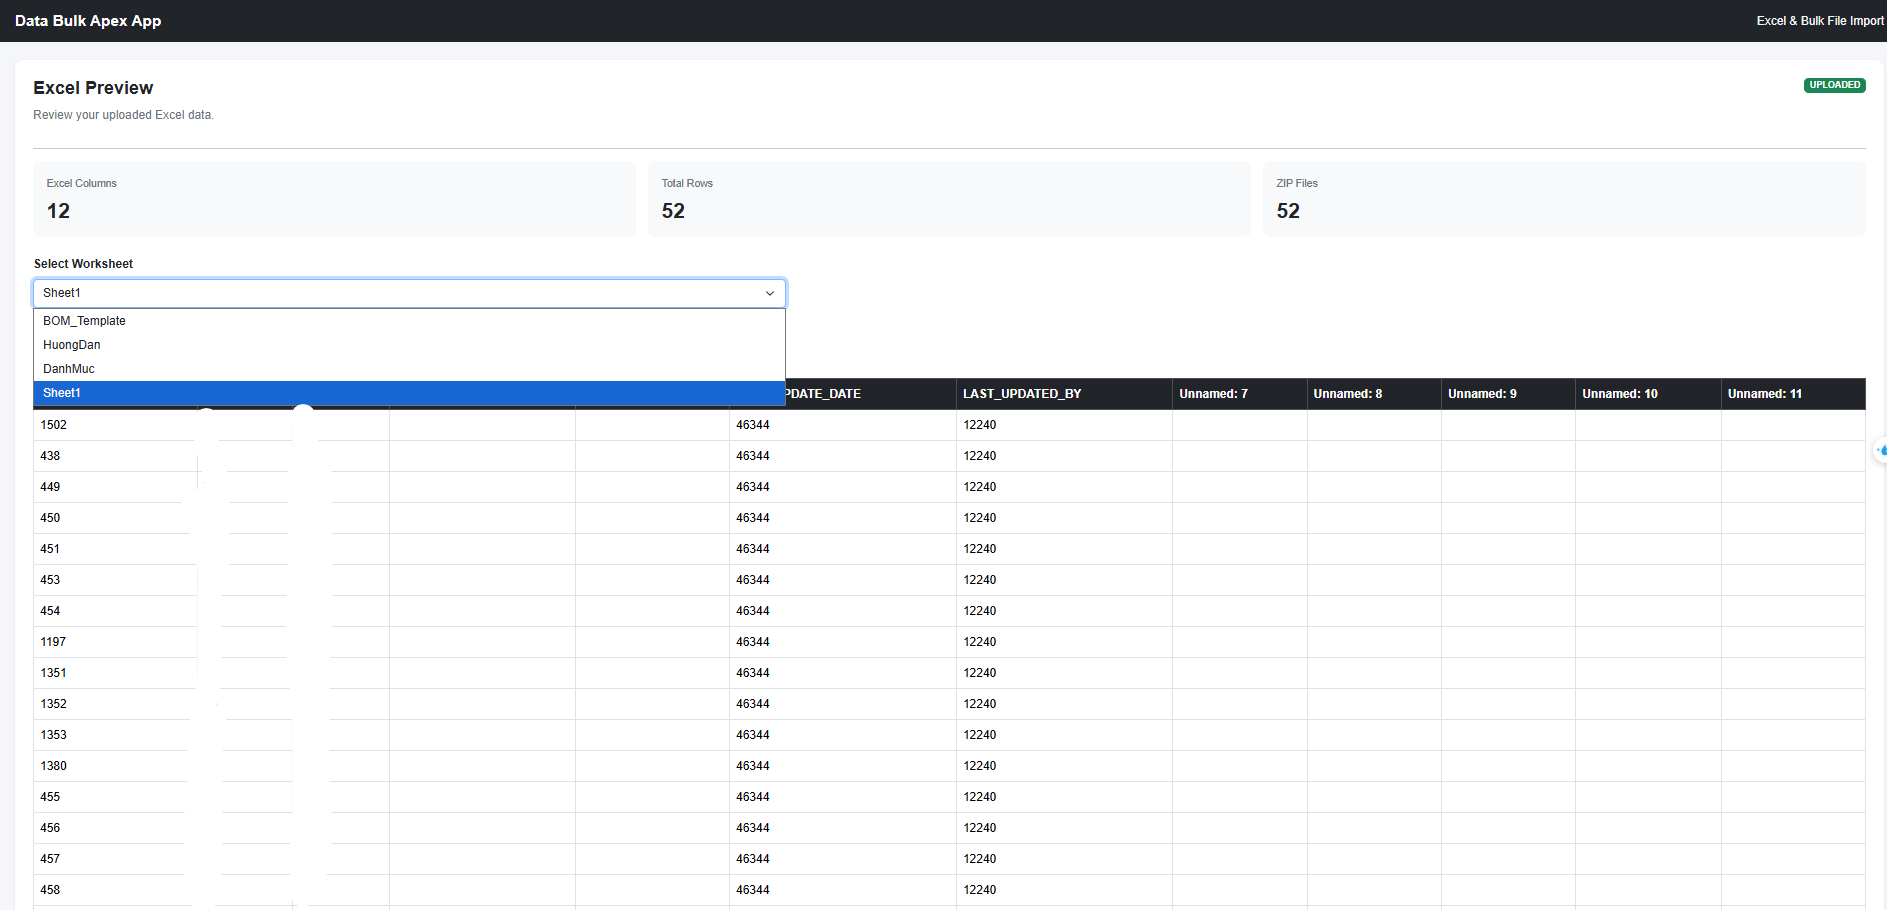 Data Bulk Apex App
Excel & Bulk File Import
Excel Preview
UPLOADED
Review your uploaded Excel data.
Excel Columns
12
Total Rows
52
ZIP Files
52
Select Worksheet
Sheet1
BOM_Template
HuongDan
DanhMuc
Sheet1
PDATE_DATE LAST_UPDATED_BY Unnamed: 7 Unnamed: 8 Unnamed: 9 Unnamed: 10 Unnamed: 11
1502 46344 12240
438 46344 12240
449 46344 12240
450 46344 12240
451 46344 12240
453 46344 12240
454 46344 12240
1197 46344 12240
1351 46344 12240
1352 46344 12240
1353 46344 12240
1380 46344 12240
455 46344 12240
456 46344 12240
457 46344 12240
458 46344 12240